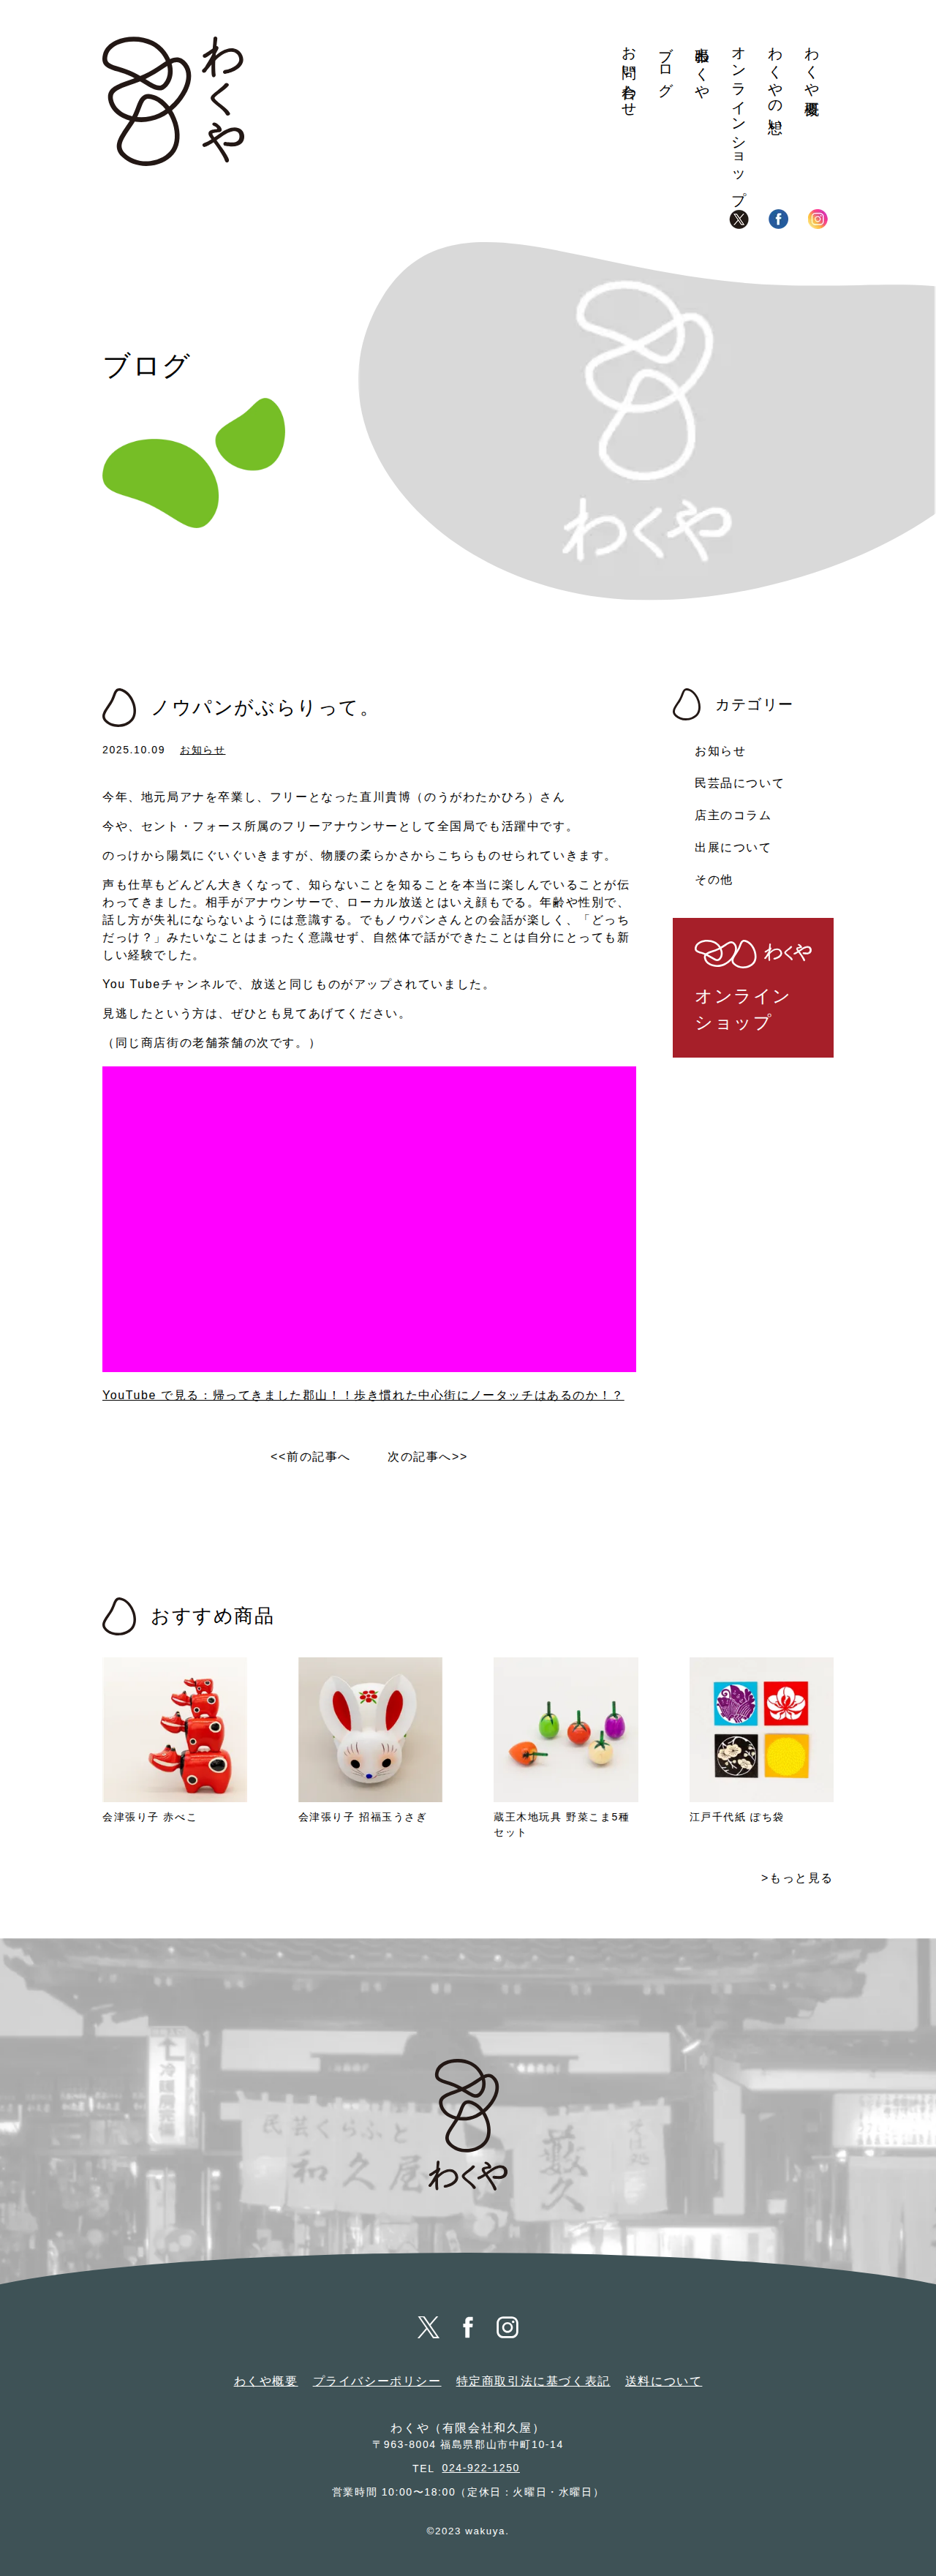 わくや
わくや概要
わくやの想い
オンラインショップ
出張わくや
ブログ
お問い合わせ
ブログ
わくや
ノウパンがぶらりって。
2025.10.09 お知らせ
今年、地元局アナを卒業し、フリーとなった直川貴博（のうがわたかひろ）さん
今や、セント・フォース所属のフリーアナウンサーとして全国局でも活躍中です。
のっけから陽気にぐいぐいきますが、物腰の柔らかさからこちらものせられていきます。
声も仕草もどんどん大きくなって、知らないことを知ることを本当に楽しんでいることが伝
わってきました。相手がアナウンサーで、ローカル放送とはいえ顔もでる。年齢や性別で、
話し方が失礼にならないようには意識する。でもノウパンさんとの会話が楽しく、「どっち
だっけ？」みたいなことはまったく意識せず、自然体で話ができたことは自分にとっても新
しい経験でした。
You Tubeチャンネルで、放送と同じものがアップされていました。
見逃したという方は、ぜひとも見てあげてください。
（同じ商店街の老舗茶舗の次です。）
YouTube で見る：帰ってきました郡山！！歩き慣れた中心街にノータッチはあるのか！？
<<前の記事へ 次の記事へ>>
カテゴリー
お知らせ
民芸品について
店主のコラム
出展について
その他
わくや
オンライン
ショップ
おすすめ商品
会津張り子 赤べこ
会津張り子 招福玉うさぎ
蔵王木地玩具 野菜こま5種
セット
江戸千代紙 ぽち袋
>もっと見る
民芸くらふと
和久屋
そば処
藪久
わくや
わくや概要 プライバシーポリシー 特定商取引法に基づく表記 送料について
わくや（有限会社和久屋）
〒963-8004 福島県郡山市中町10-14
TEL 024-922-1250
営業時間 10:00〜18:00（定休日：火曜日・水曜日）
©2023 wakuya.